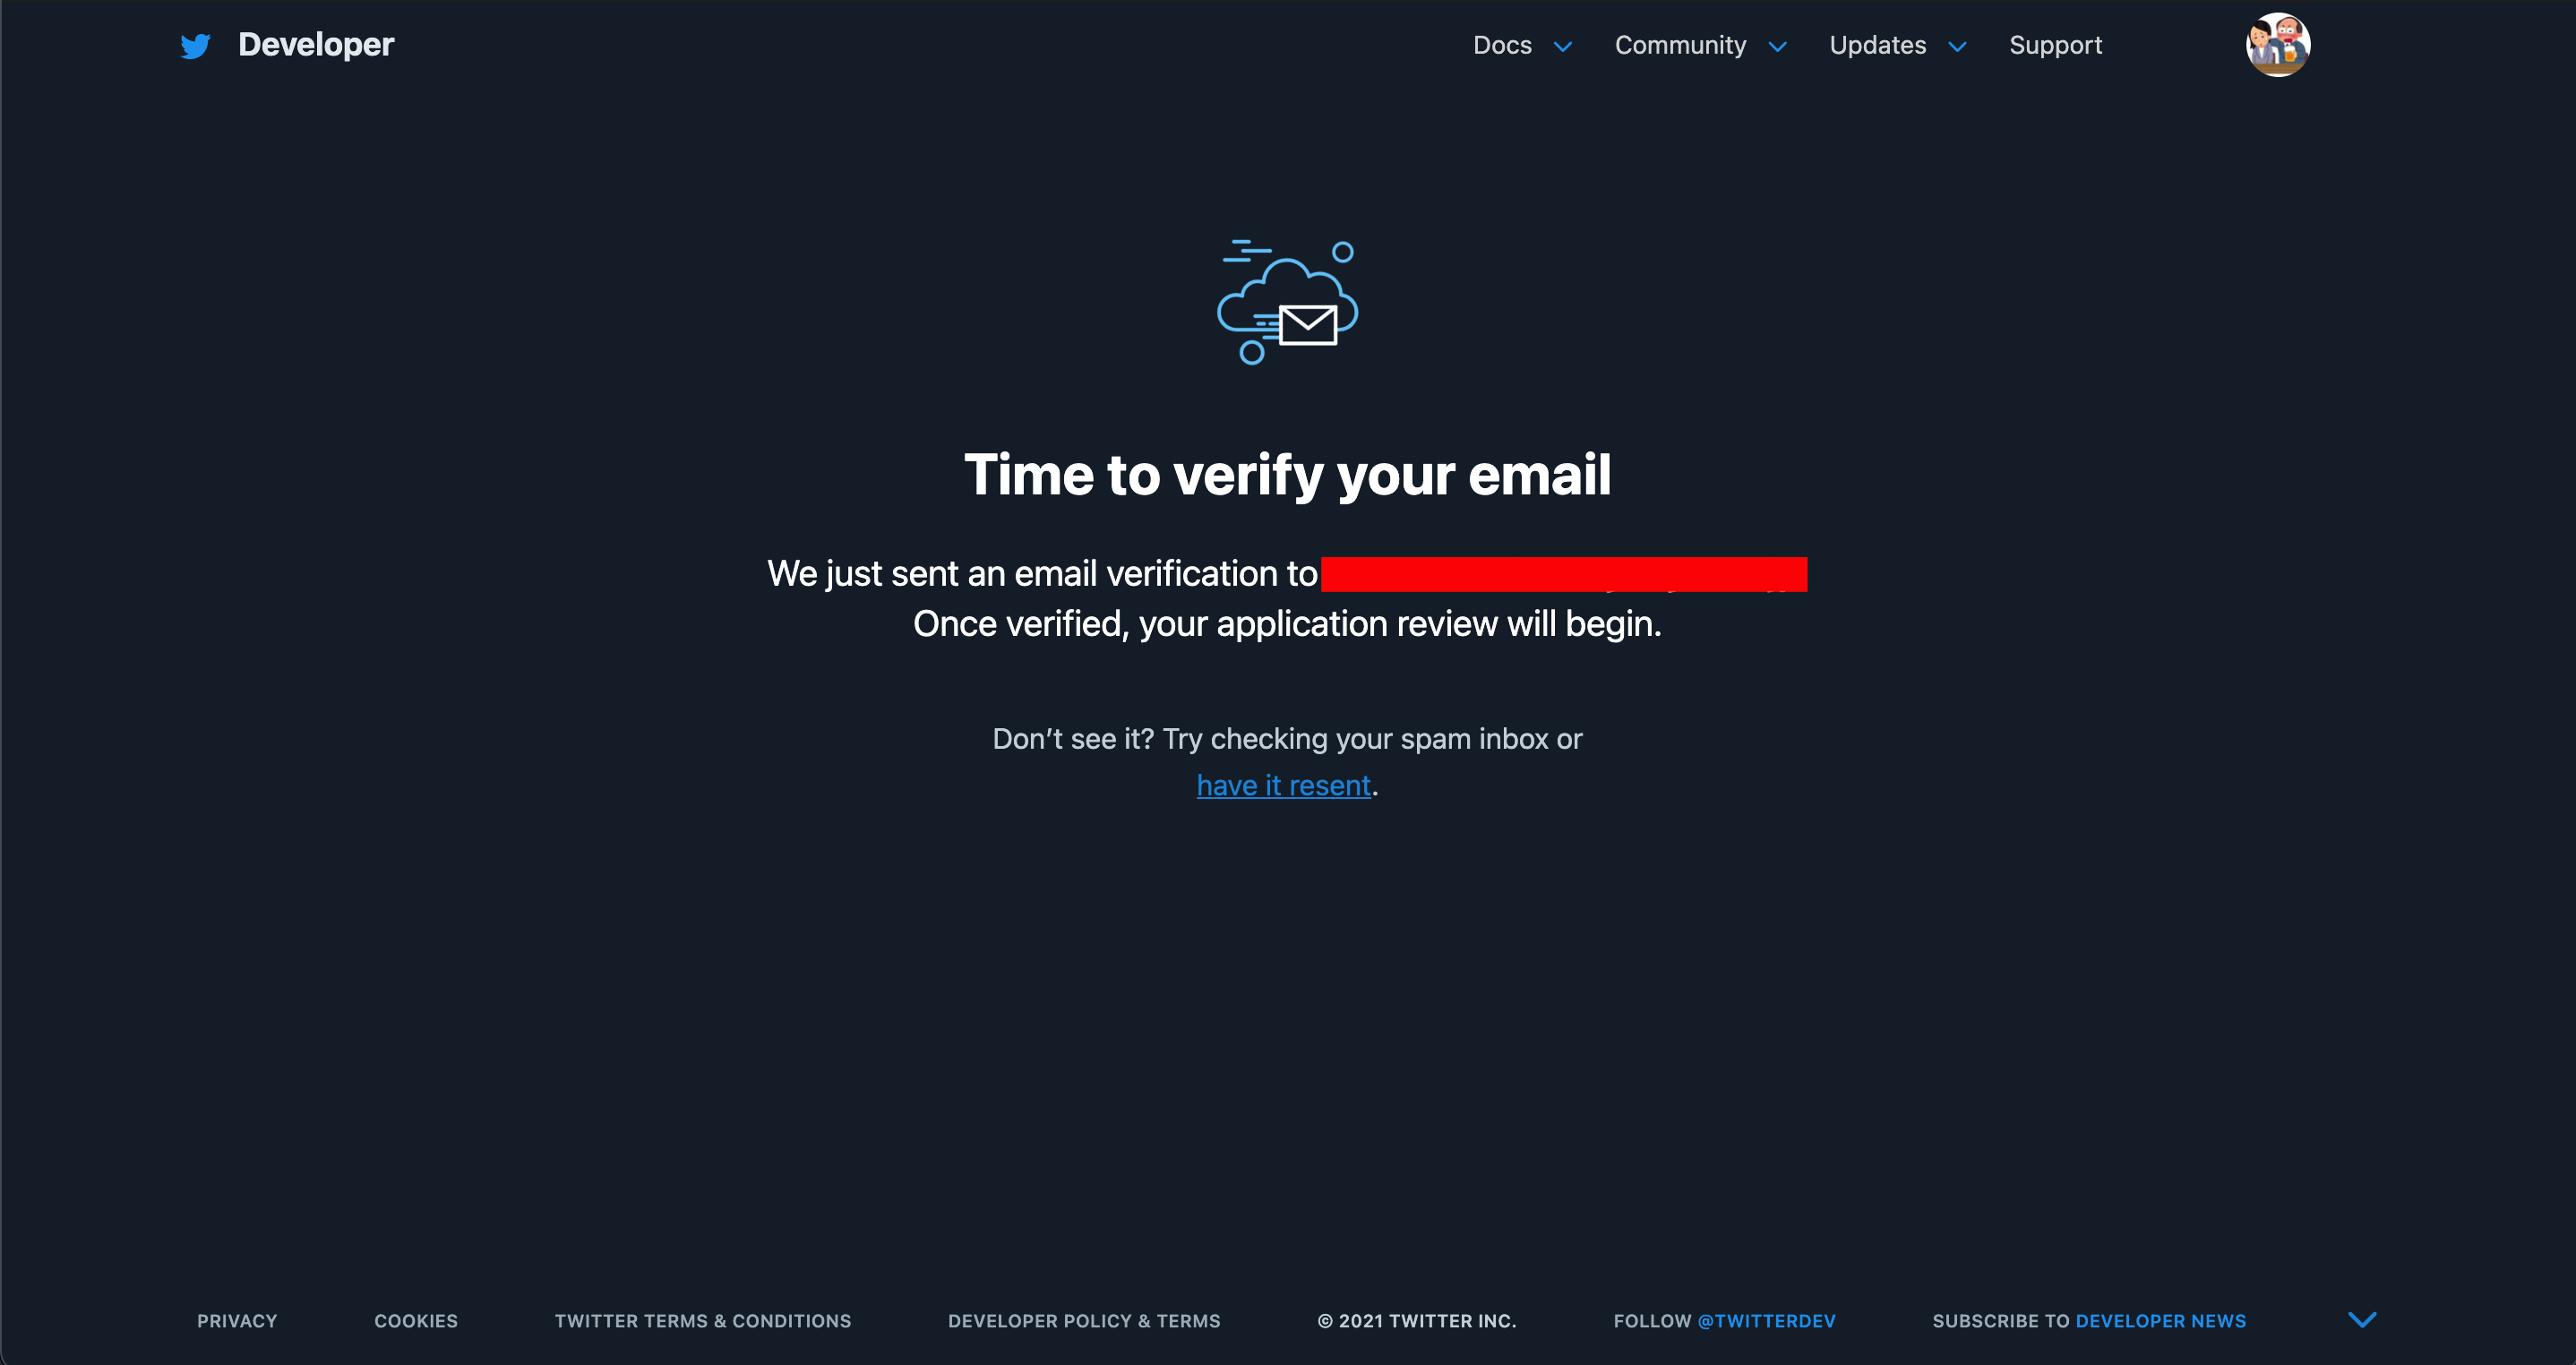 Developer
Docs
Community
Updates
Support
Time to verify your email
We just sent an email verification to
Once verified, your application review will begin.
Don’t see it? Try checking your spam inbox or
have it resent.
PRIVACY
COOKIES
TWITTER TERMS & CONDITIONS
DEVELOPER POLICY & TERMS
© 2021 TWITTER INC.
FOLLOW @TWITTERDEV
SUBSCRIBE TO DEVELOPER NEWS